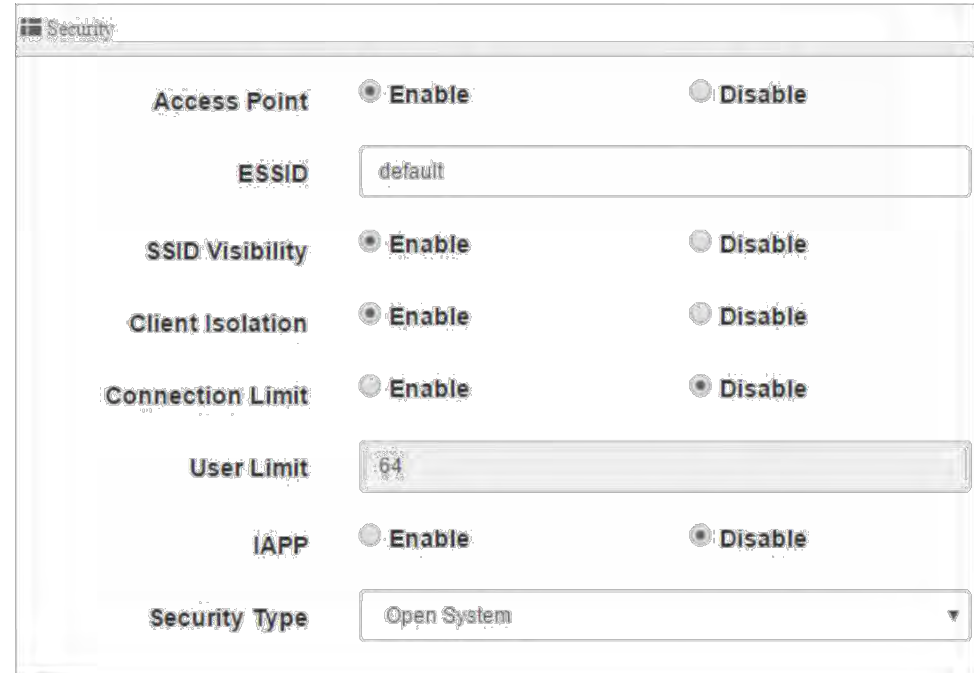 Security
Access Point Enable Disable
ESSID default
SSID Visibility Enable Disable
Client Isolation Enable Disable
Connection Limit Enable Disable
User Limit 64
IAPP Enable Disable
Security Type Open System